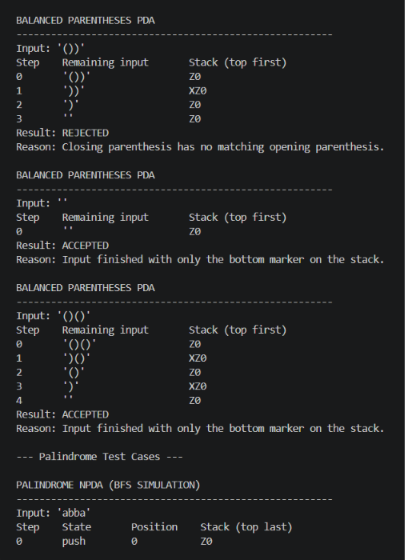 BALANCED PARENTHESES PDA
------------------------------------------------------
Input: '())'
Step    Remaining input    Stack (top first)
0    '())'    Z0
1    '))'    XZ0
2    ')'    Z0
3    ''    Z0
Result: REJECTED
Reason: Closing parenthesis has no matching opening parenthesis.
BALANCED PARENTHESES PDA
------------------------------------------------------
Input: ''
Step    Remaining input    Stack (top first)
0    ''    Z0
Result: ACCEPTED
Reason: Input finished with only the bottom marker on the stack.
BALANCED PARENTHESES PDA
------------------------------------------------------
Input: '()()'
Step    Remaining input    Stack (top first)
0    '()()'    Z0
1    ')()'    XZ0
2    '()'    Z0
3    ')'    XZ0
4    ''    Z0
Result: ACCEPTED
Reason: Input finished with only the bottom marker on the stack.
--- Palindrome Test Cases ---
PALINDROME NPDA (BFS SIMULATION)
------------------------------------------------------
Input: 'abba'
Step    State    Position    Stack (top last)
0    push    0    Z0